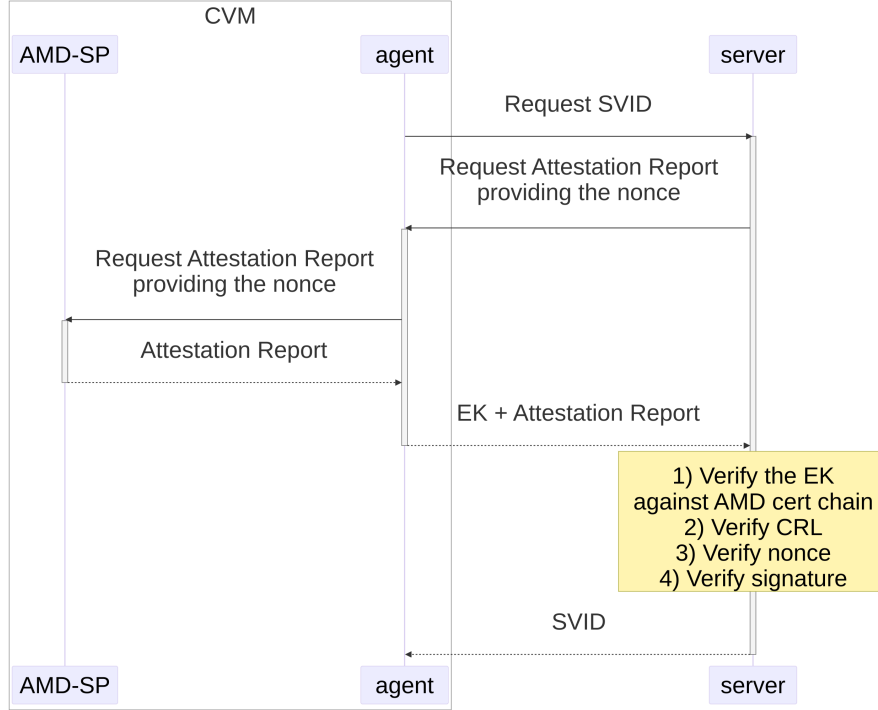 CVM
AMD-SP
agent
server
Request SVID
Request Attestation Report
providing the nonce
Request Attestation Report
providing the nonce
Attestation Report
EK + Attestation Report
1) Verify the EK
against AMD cert chain
2) Verify CRL
3) Verify nonce
4) Verify signature
SVID
AMD-SP
agent
server